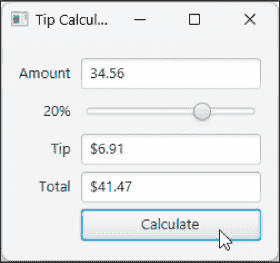 Tip Calcul...
Amount 34.56
20%
Tip $6.91
Total $41.47
Calculate